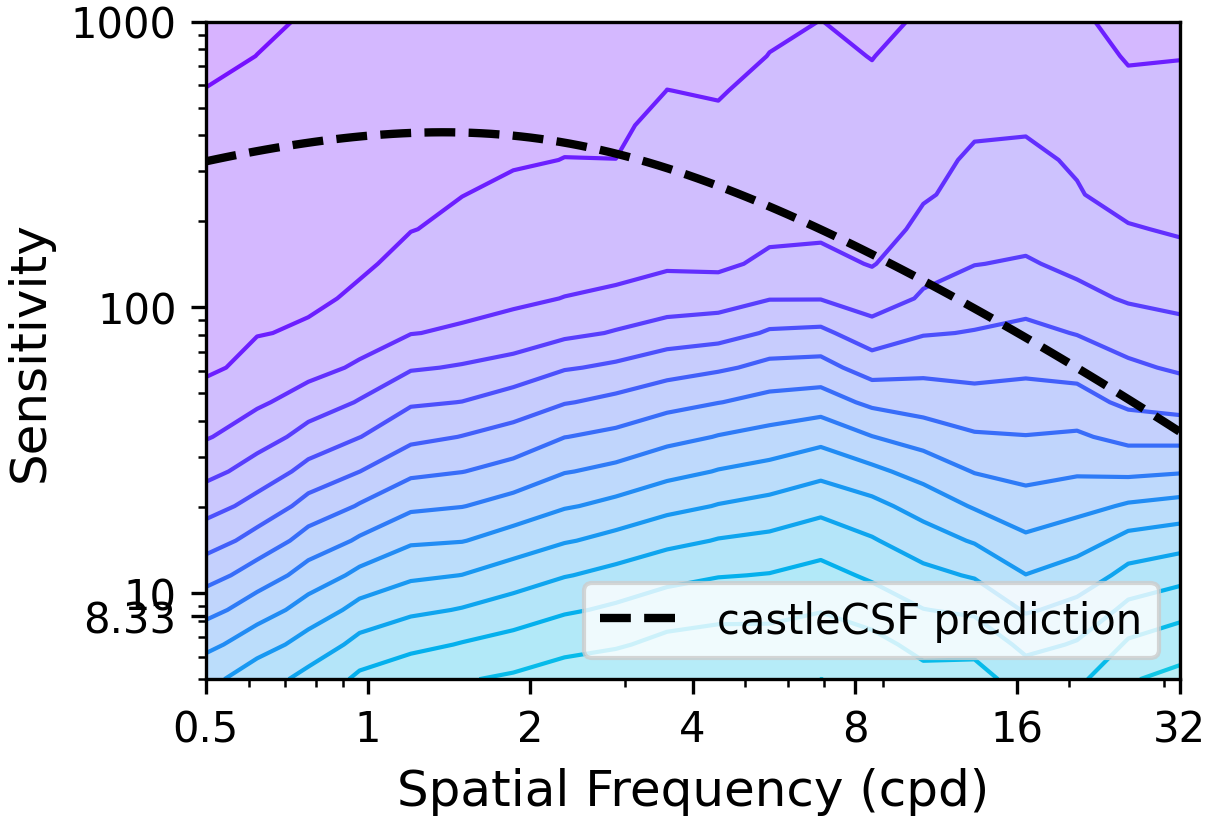 1000
100
10
8.33
Sensitivity
castleCSF prediction
0.5 1 2 4 8 16 32
Spatial Frequency (cpd)